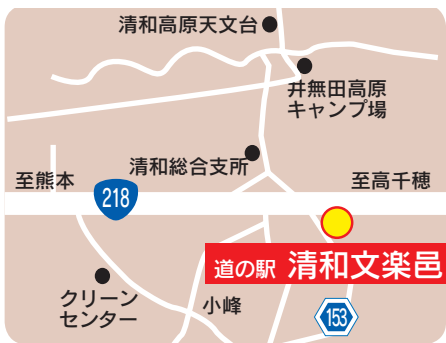 清和高原天文台
井無田高原
キャンプ場
清和総合支所
至熊本
至高千穂
218
道の駅 清和文楽邑
クリーン
センター
小峰
153